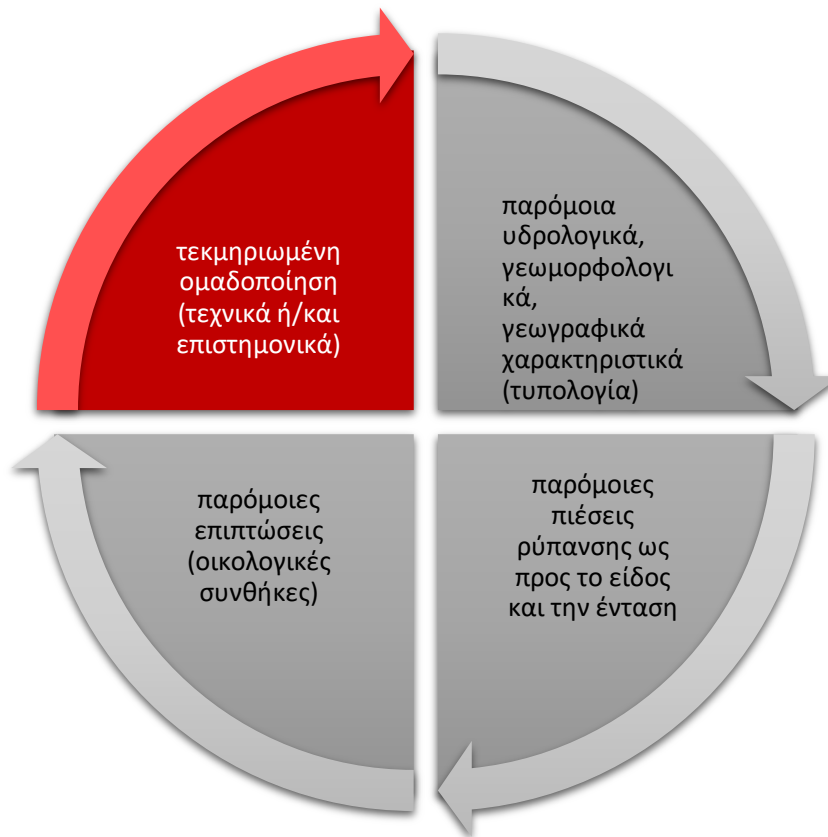 τεκμηριωμένη
ομαδοποίηση
(τεχνικά ή/και
επιστημονικά)
παρόμοια
υδρολογικά,
γεωμορφολογι
κά,
γεωγραφικά
χαρακτηριστικά
(τυπολογία)
παρόμοιες
επιπτώσεις
(οικολογικές
συνθήκες)
παρόμοιες
πιέσεις
ρύπανσης ως
προς το είδος
και την ένταση